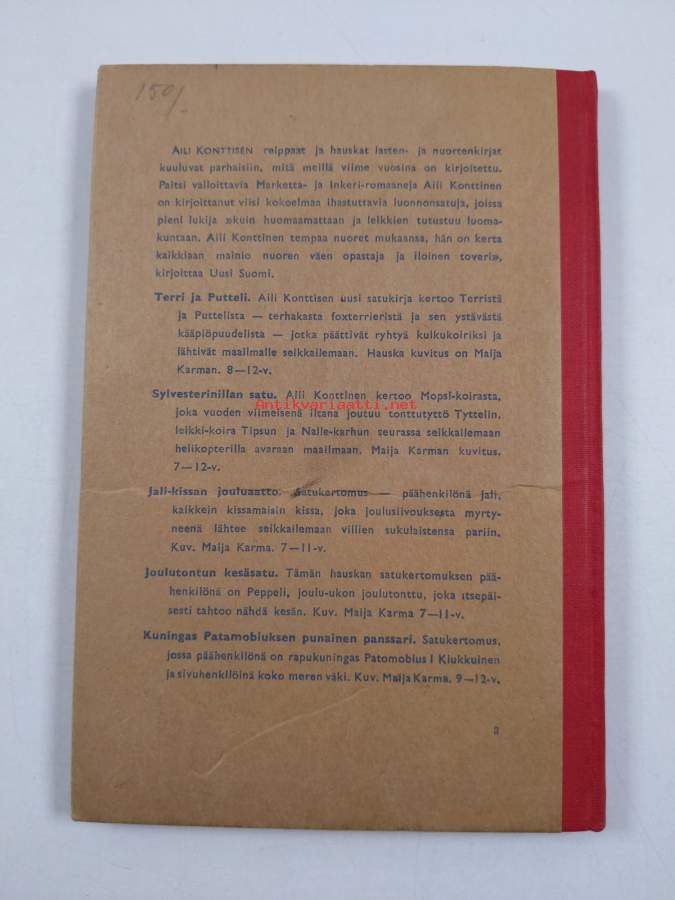 150/-
AILI KONTTISEN reippaat ja hauskat lasten- ja nuortenkirjat
kuuluvat parhaisiin, mitä meillä viime vuosina on kirjoitettu.
Paitsi valloittavia Marketta- ja Inkeri-romaaneja Aili Konttinen
on kirjoittanut viisi kokoelmaa ihastuttavia luonnonsatuja, joissa
pieni lukija »kuin huomaamattaan ja leikkien tutustuu luoma-
kuntaan. Aili Konttinen tempaa nuoret mukaansa, hän on kerta
kaikkiaan mainio nuoren väen opastaja ja iloinen toveri»,
kirjoittaa Uusi Suomi.
Terri ja Putteli. Aili Konttisen uusi satukirja kertoo Terristä
ja Puttelista — terhakasta foxterrieristä ja sen ystävästä
kääpiöpuudelista — jotka päättivät ryhtyä kulkukoiriksi ja
lähtivät maailmalle seikkailemaan. Hauska kuvitus on Maija
Karman. 8—12-v.
Sylvesterinillan satu. Aili Konttinen kertoo Mopsi-koirasta,
joka vuoden viimeisenä iltana joutuu tonttutyttö Tyttelin,
leikki-koira Tipsun ja Nalle-karhun seurassa seikkailemaan
helikopterilla avaraan maailmaan. Maija Karman kuvitus.
7—12-v.
Jali-kissan jouluaatto. Satukertomus — päähenkilönä Jali,
kaikkein kissamaisin kissa, joka joulusiivouksesta myrty-
neenä lähtee seikkailemaan villien sukulaistensa pariin.
Kuv. Maija Karma. 7—11-v.
Joulutontun kesäsatu. Tämän hauskan satukertomuksen pää-
henkilönä on Peppeli, joulu-ukon joulutonttu, joka itsepäi-
sesti tahtoo nähdä kesän. Kuv. Maija Karma 7—11-v.
Kuningas Patamobiuksen punainen panssari. Satukertomus,
jossa päähenkilönä on rapukuningas Patomobius I Kiukkuinen
ja sivuhenkilöinä koko meren väki. Kuv. Maija Karma. 9—12-v.
3
Antikvariaatti.net